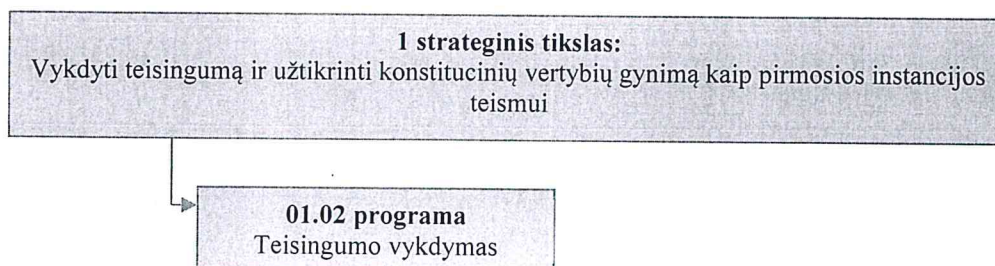 1 strateginis tikslas:
Vykdyti teisingumą ir užtikrinti konstitucinių vertybių gynimą kaip pirmosios instancijos
teismui
01.02 programa
Teisingumo vykdymas